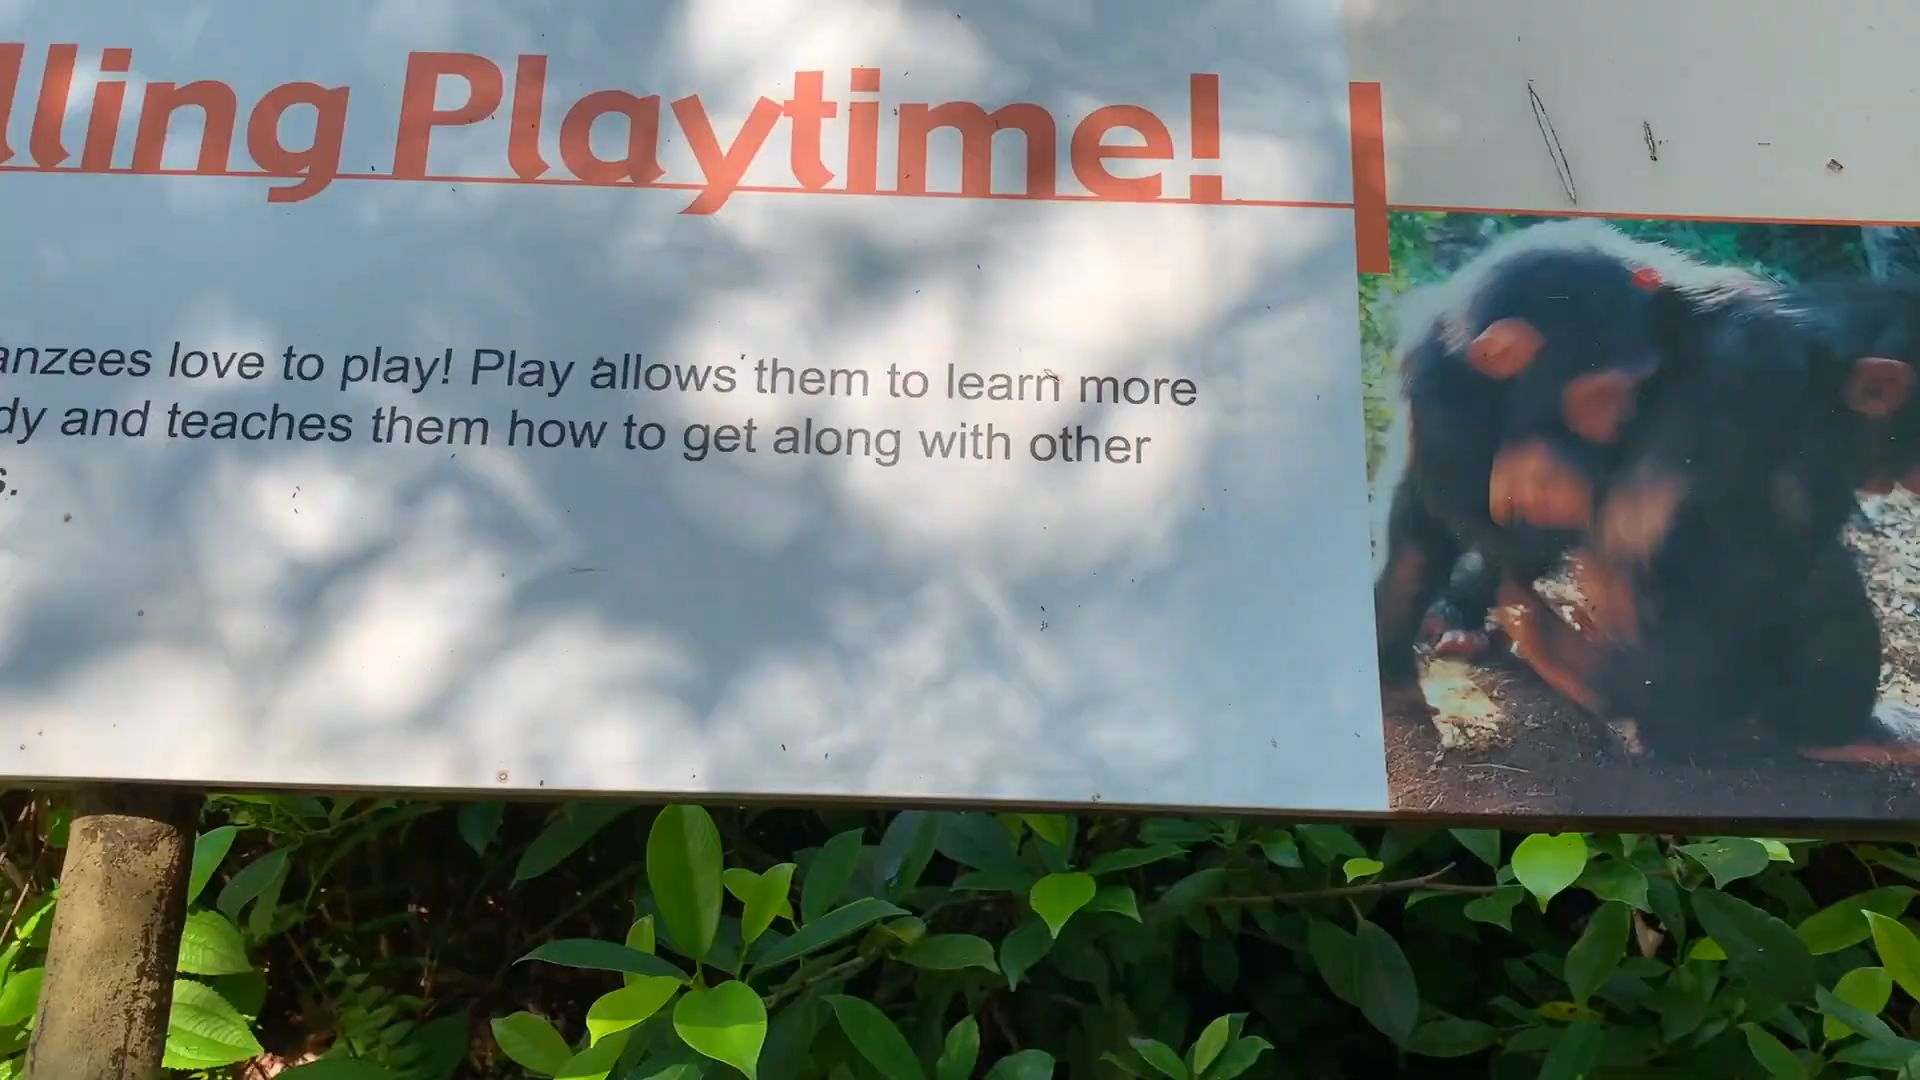 lling Playtime!
anzees love to play! Play allows them to learn more
dy and teaches them how to get along with other
s.